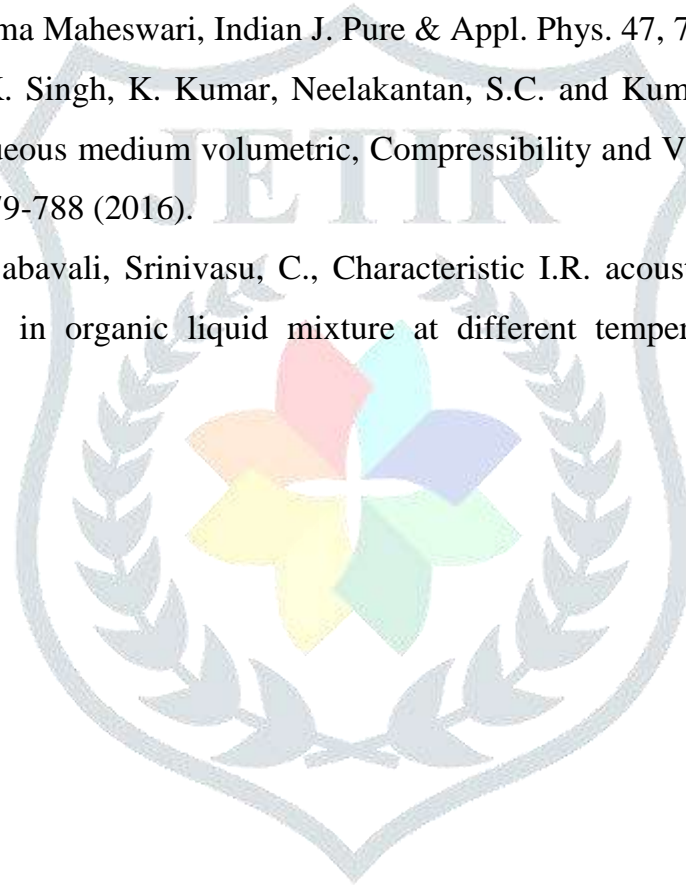 ma Maheswari, Indian J. Pure & Appl. Phys. 47, 7
K. Singh, K. Kumar, Neelakantan, S.C. and Kum
ueous medium volumetric, Compressibility and V
79-788 (2016).
abavali, Srinivasu, C., Characteristic I.R. acoust
in organic liquid mixture at different temper
JETIR